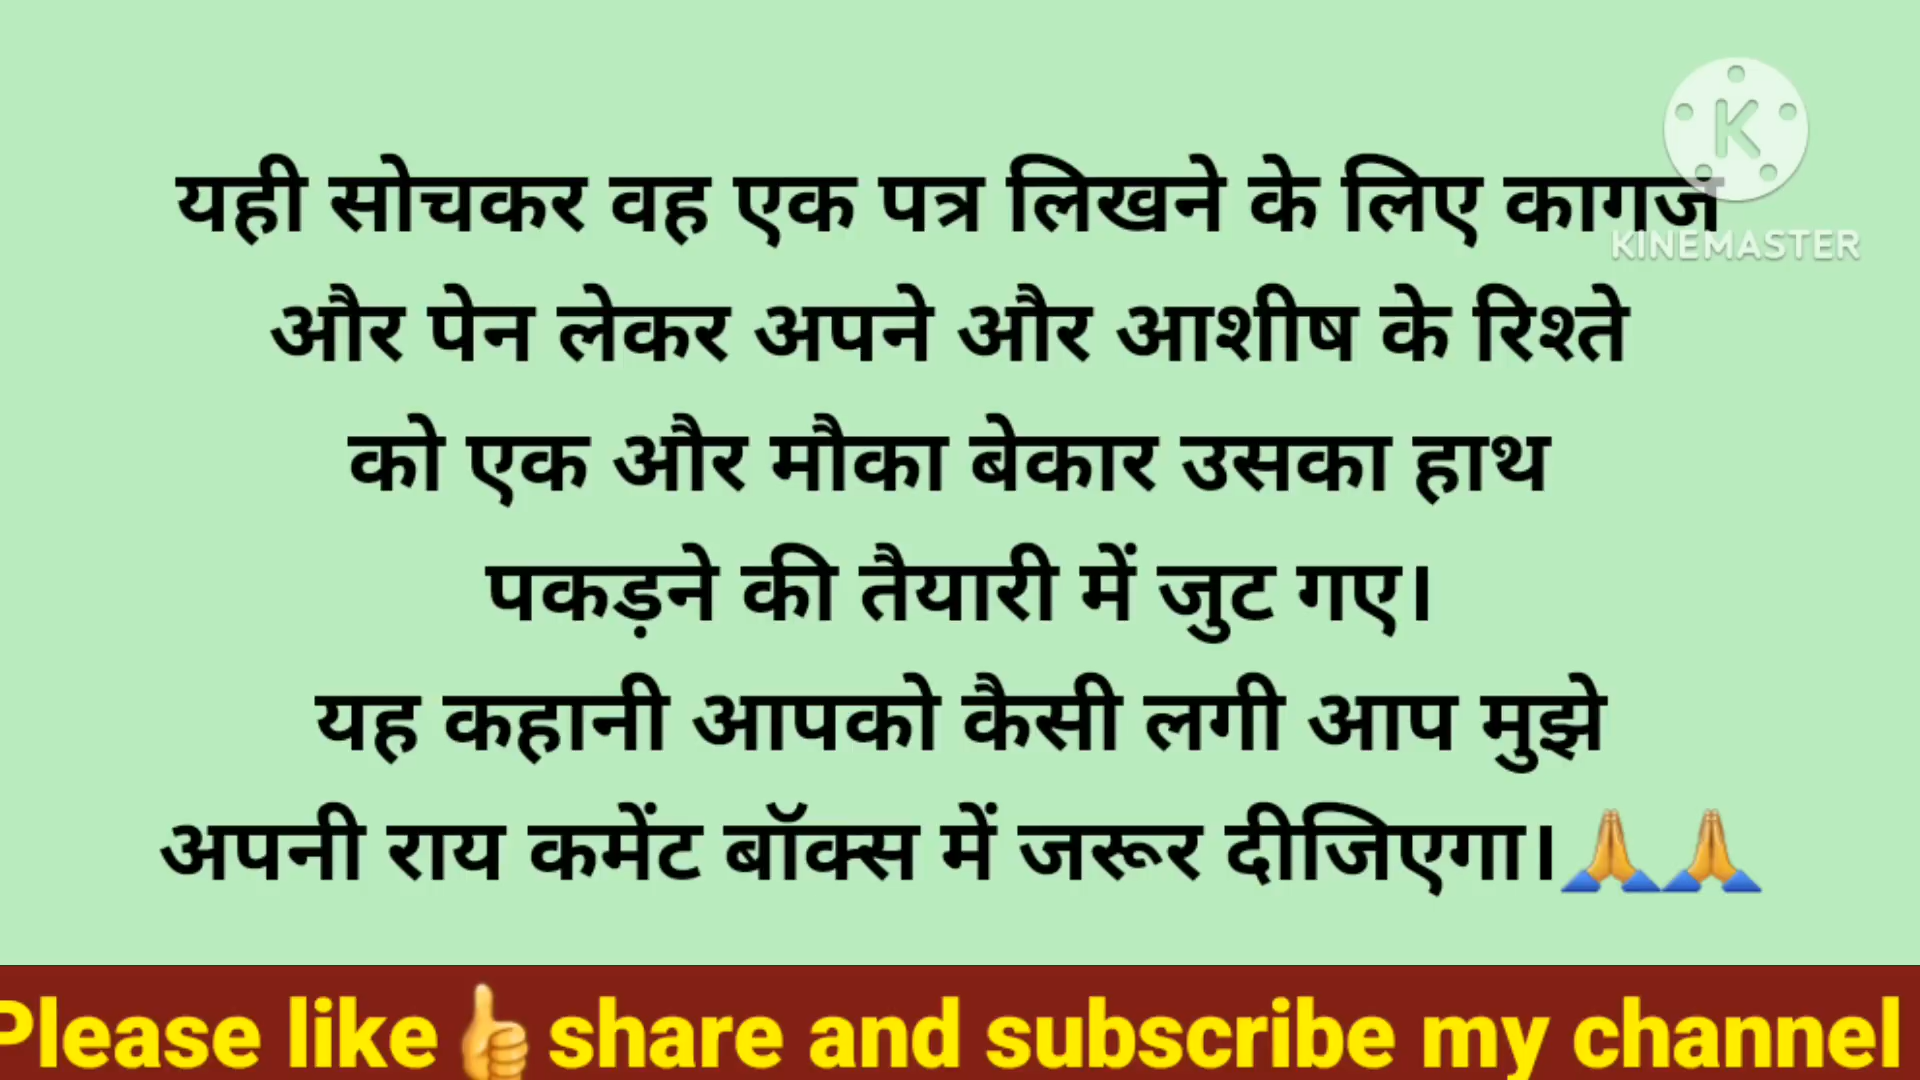 यही सोचकर वह एक पत्र लिखने के लिए कागज
और पेन लेकर अपने और आशीष के रिश्ते
को एक और मौका बेकार उसका हाथ
पकड़ने की तैयारी में जुट गए।
यह कहानी आपको कैसी लगी आप मुझे
अपनी राय कमेंट बॉक्स में जरूर दीजिएगा।🙏🙏
K
KINEMASTER
Please like👍share and subscribe my channel